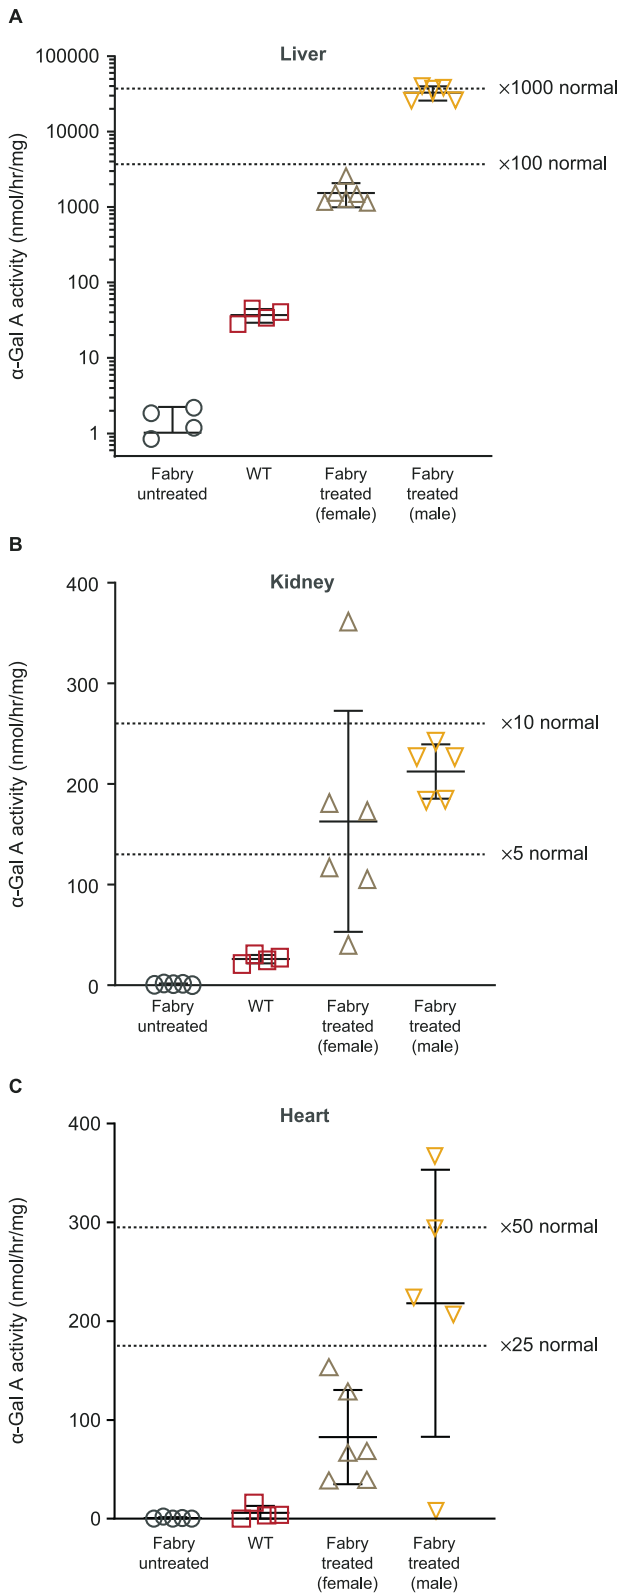 A
Liver
α-Gal A activity (nmol/hr/mg)
100000
10000
1000
100
10
1
×1000 normal
×100 normal
Fabry
untreated
WT
Fabry
treated
(female)
Fabry
treated
(male)
B
Kidney
α-Gal A activity (nmol/hr/mg)
400
300
200
100
0
×10 normal
×5 normal
Fabry
untreated
WT
Fabry
treated
(female)
Fabry
treated
(male)
C
Heart
α-Gal A activity (nmol/hr/mg)
400
300
200
100
0
×50 normal
×25 normal
Fabry
untreated
WT
Fabry
treated
(female)
Fabry
treated
(male)